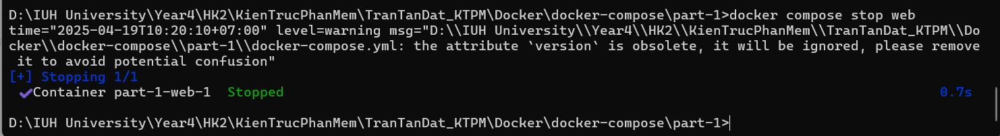 D:\IUH University\Year4\HK2\KienTrucPhanMem\TranTanDat_KTPM\Docker\docker-compose\part-1>docker compose stop web
time="2025-04-19T10:20:10+07:00" level=warning msg="D:\\IUH University\\Year4\\HK2\\KienTrucPhanMem\\TranTanDat_KTPM\\Do
cker\\docker-compose\\part-1\\docker-compose.yml: the attribute `version` is obsolete, it will be ignored, please remove
 it to avoid potential confusion"
[+] Stopping 1/1
✔Container part-1-web-1  Stopped 0.7s
D:\IUH University\Year4\HK2\KienTrucPhanMem\TranTanDat_KTPM\Docker\docker-compose\part-1>